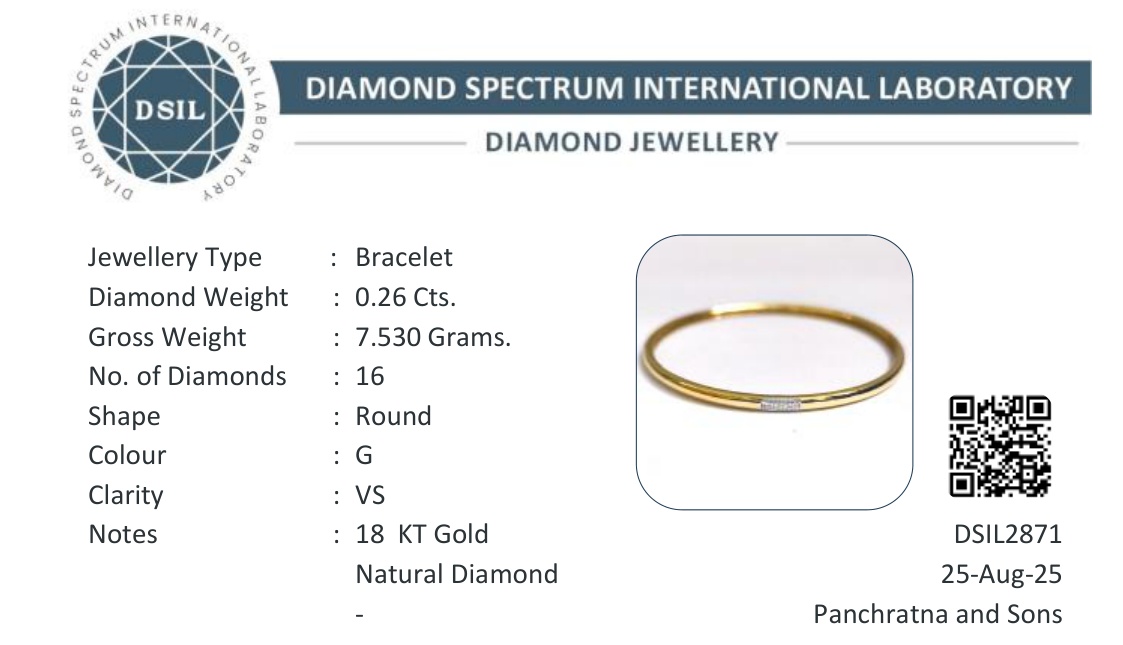 DIAMOND SPECTRUM INTERNATIONAL LABORATORY
DSIL
DIAMOND SPECTRUM INTERNATIONAL LABORATORY
DIAMOND JEWELLERY
Jewellery Type : Bracelet
Diamond Weight : 0.26 Cts.
Gross Weight : 7.530 Grams.
No. of Diamonds : 16
Shape : Round
Colour : G
Clarity : VS
Notes : 18 KT Gold
Natural Diamond
-
DSIL2871
25-Aug-25
Panchratna and Sons